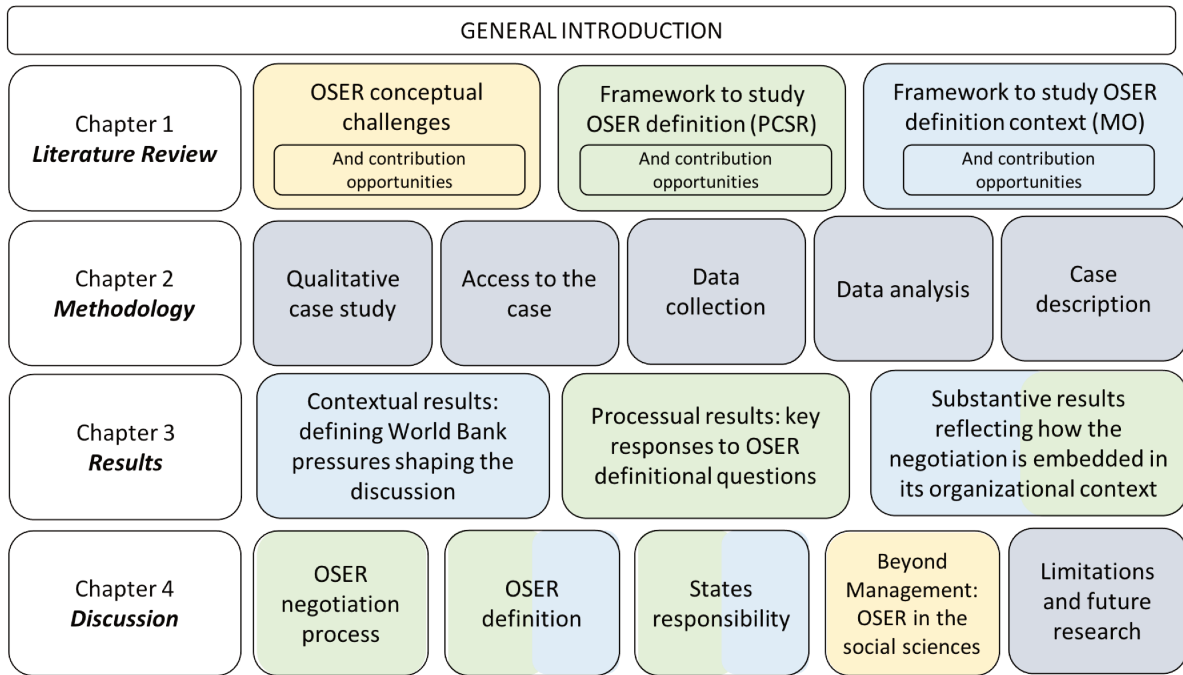 GENERAL INTRODUCTION
Chapter 1
Literature Review
OSER conceptual
challenges
And contribution
opportunities
Framework to study
OSER definition (PCSR)
And contribution
opportunities
Framework to study OSER
definition context (MO)
And contribution
opportunities
Chapter 2
Methodology
Qualitative
case study
Access to the
case
Data
collection
Data analysis
Case
description
Chapter 3
Results
Contextual results:
defining World Bank
pressures shaping the
discussion
Processual results: key
responses to OSER
definitional questions
Substantive results
reflecting how the
negotiation is embedded in
its organizational context
Chapter 4
Discussion
OSER
negotiation
process
OSER
definition
States
responsibility
Beyond
Management:
OSER in the
social sciences
Limitations
and future
research